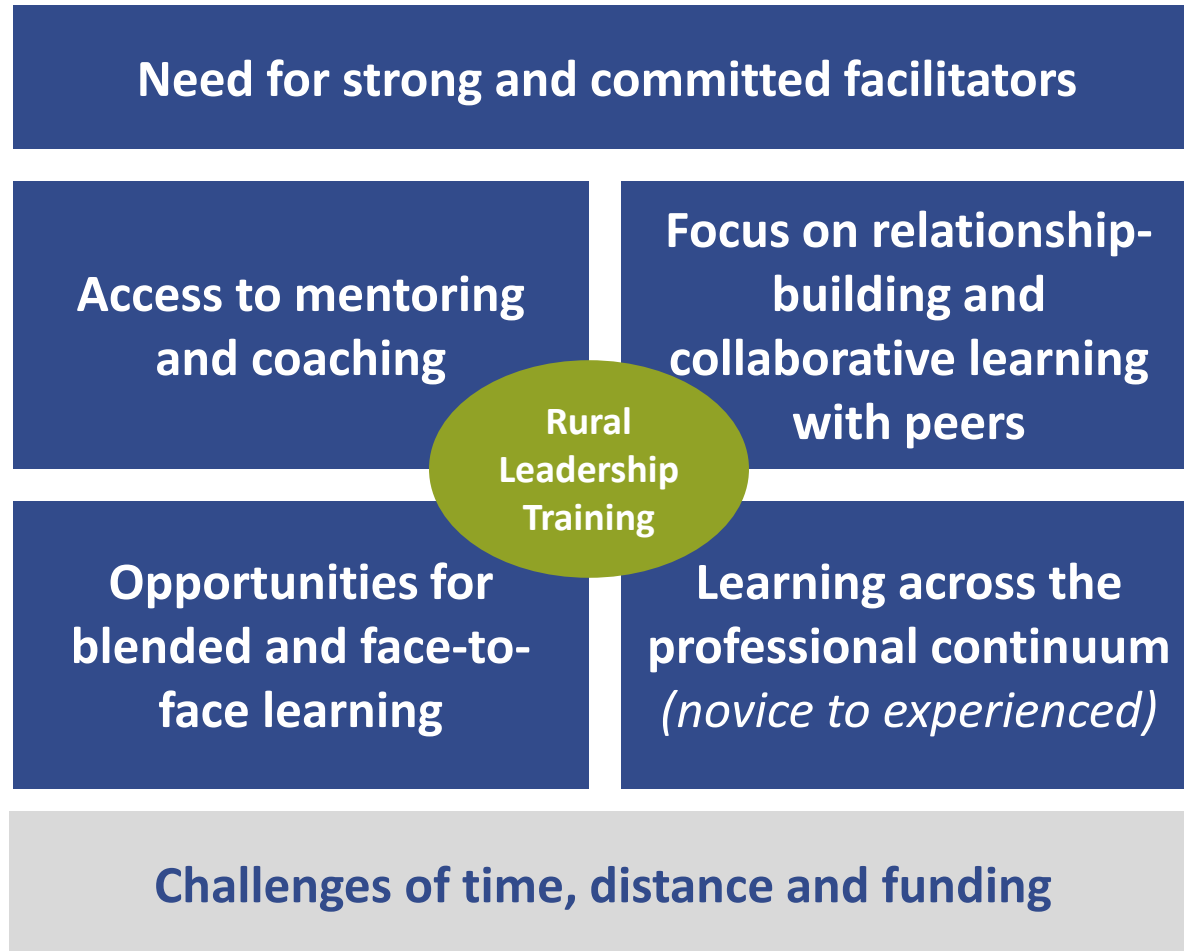 Need for strong and committed facilitators
Access to mentoring
and coaching
Focus on relationship-
building and
collaborative learning
with peers
Rural
Leadership
Training
Opportunities for
blended and face-to-
face learning
Learning across the
professional continuum
(novice to experienced)
Challenges of time, distance and funding